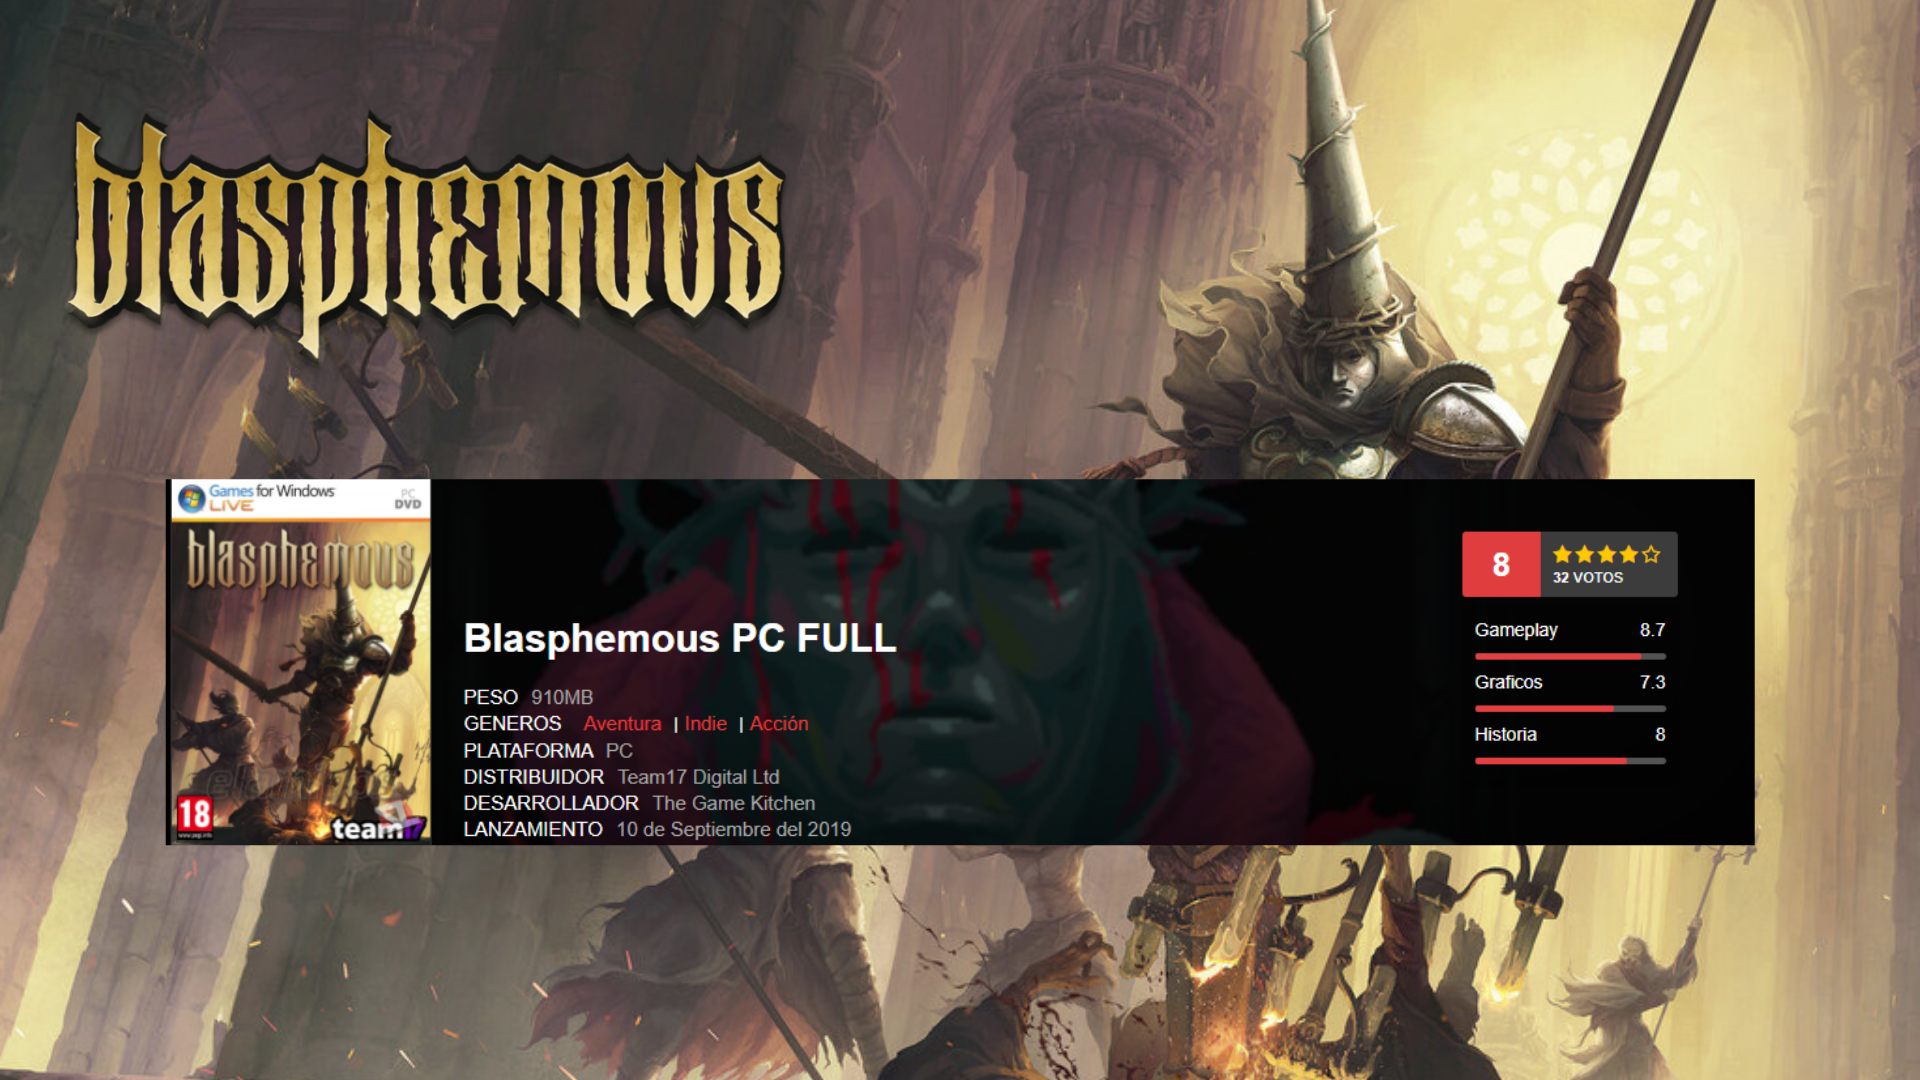 blasphemous
Games for Windows
LIVE
PC
DVD
blasphemous
18
team17
Blasphemous PC FULL
PESO 910MB
GENEROS Aventura | Indie | Acción
PLATAFORMA PC
DISTRIBUIDOR Team17 Digital Ltd
DESARROLLADOR The Game Kitchen
LANZAMIENTO 10 de Septiembre del 2019
8
32 VOTOS
Gameplay 8.7
Graficos 7.3
Historia 8